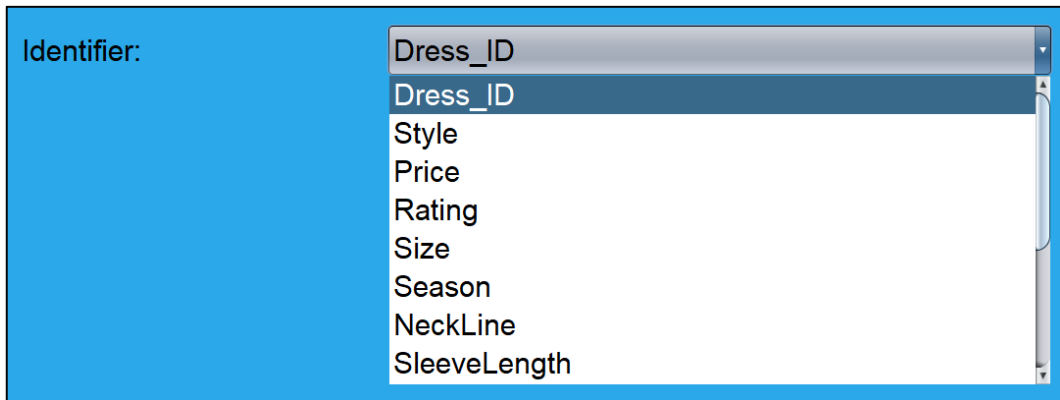 Identifier: Dress_ID
Dress_ID
Style
Price
Rating
Size
Season
NeckLine
SleeveLength